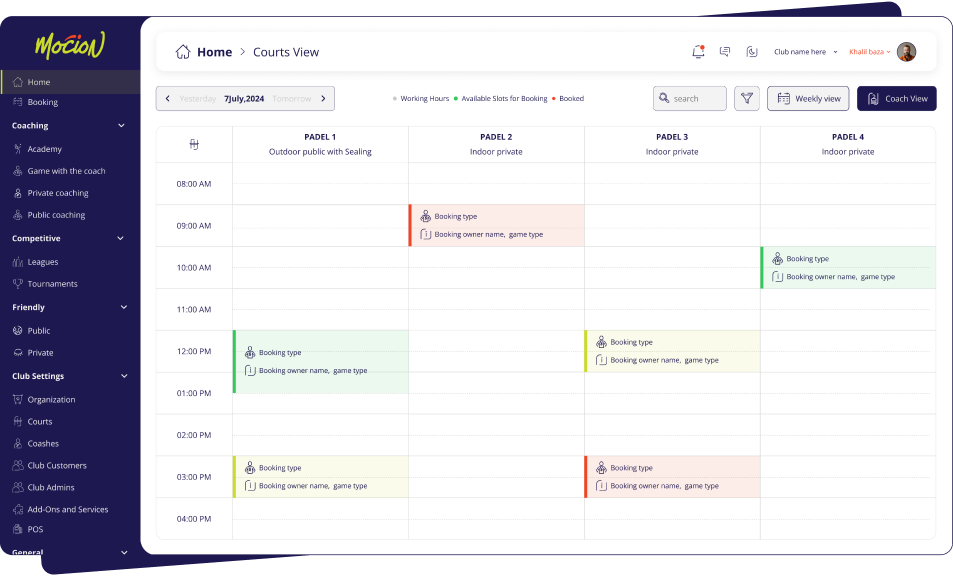 Mocion
Home
Booking
Coaching
Academy
Game with the coach
Private coaching
Public coaching
Competitive
Leagues
Tournaments
Friendly
Public
Private
Club Settings
Organization
Courts
Coashes
Club Customers
Club Admins
Add-Ons and Services
POS
General
Home > Courts View
Club name here
Khalil baza
< Yesterday 7July,2024 Tomorrow >
Working Hours Available Slots for Booking Booked
search
Weekly view
Coach View
PADEL 1
Outdoor public with Sealing
PADEL 2
Indoor private
PADEL 3
Indoor private
PADEL 4
Indoor private
08:00 AM
09:00 AM
Booking type
Booking owner name, game type
10:00 AM
Booking type
Booking owner name, game type
11:00 AM
12:00 PM
Booking type
Booking owner name, game type
Booking type
Booking owner name, game type
01:00 PM
02:00 PM
03:00 PM
Booking type
Booking owner name, game type
Booking type
Booking owner name, game type
04:00 PM